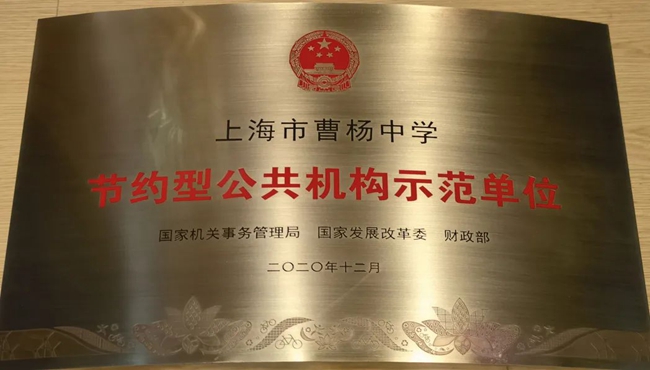 上海市曹杨中学
节约型公共机构示范单位
国家机关事务管理局 国家发展改革委 财政部
二〇二〇年十二月